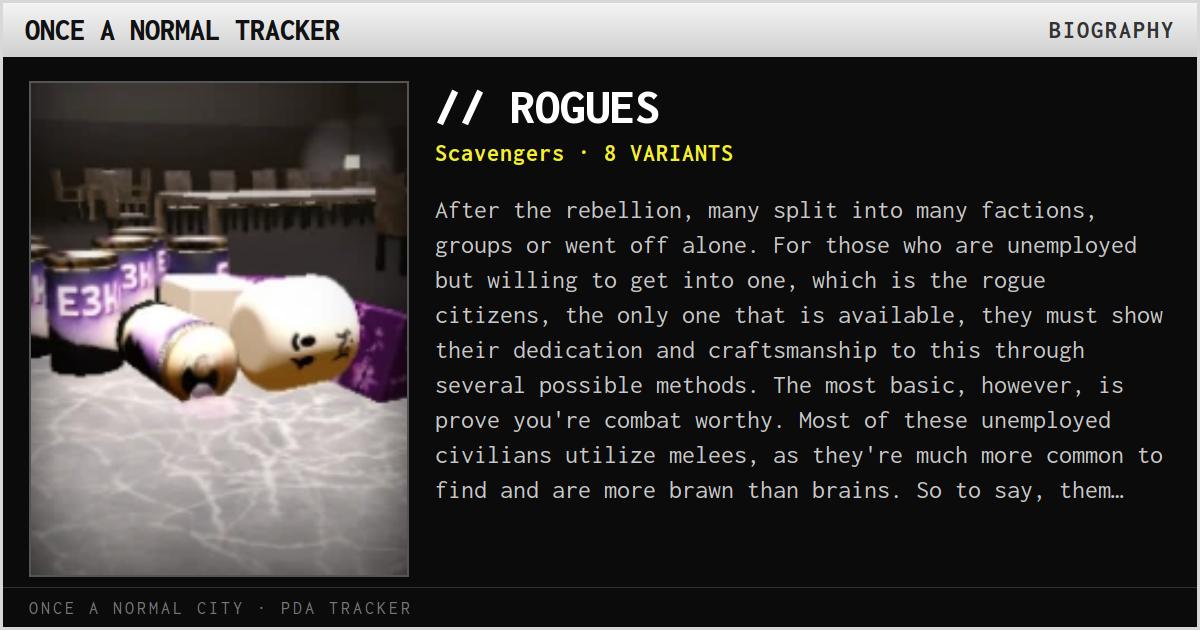 ONCE A NORMAL TRACKER
BIOGRAPHY
// ROGUES
Scavengers · 8 VARIANTS
After the rebellion, many split into many factions,
groups or went off alone. For those who are unemployed
but willing to get into one, which is the rogue
citizens, the only one that is available, they must show
their dedication and craftsmanship to this through
several possible methods. The most basic, however, is
prove you're combat worthy. Most of these unemployed
civilians utilize melees, as they're much more common to
find and are more brawn than brains. So to say, them…
E3H
3H
E
ONCE A NORMAL CITY · PDA TRACKER